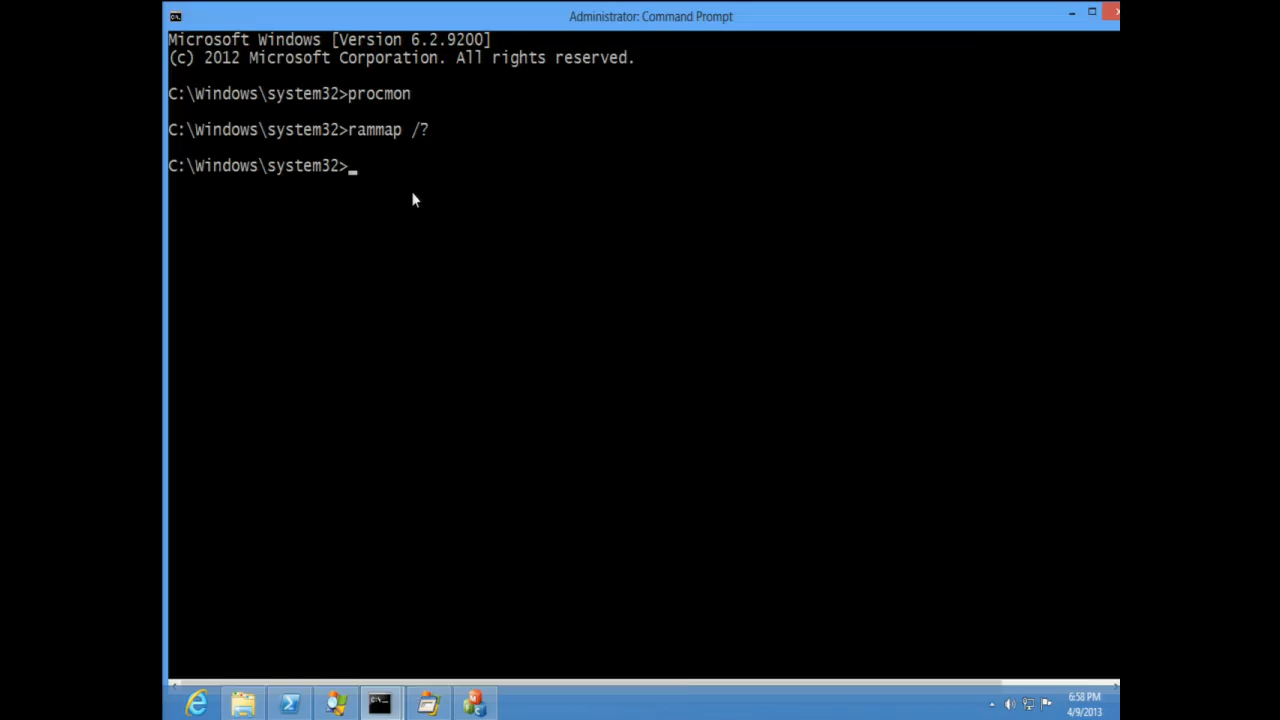 Administrator: Command Prompt
Microsoft Windows [Version 6.2.9200]
(c) 2012 Microsoft Corporation. All rights reserved.
C:\Windows\system32>procmon
C:\Windows\system32>rammap /?
C:\Windows\system32>
6:58 PM
4/9/2013